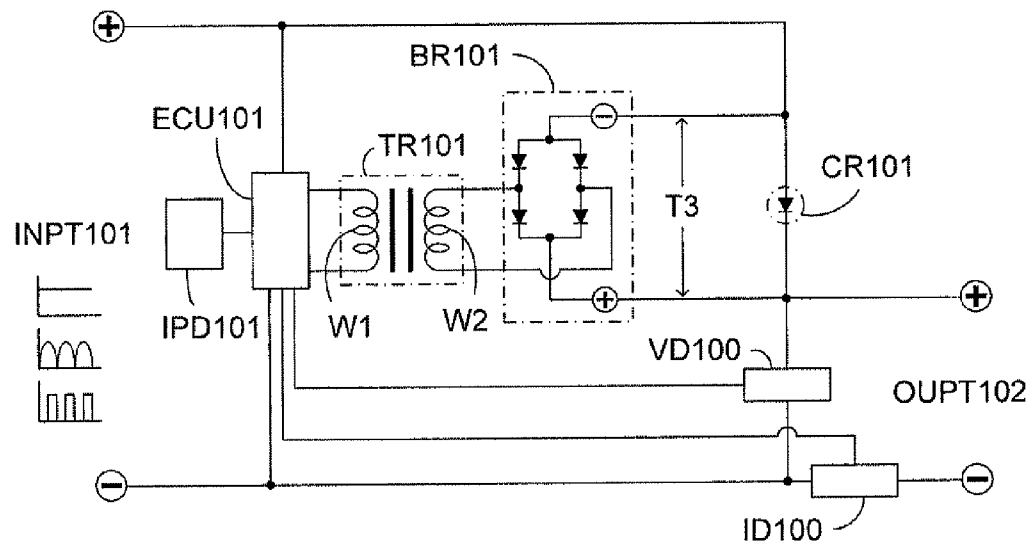 +
BR101
ECU101
TR101
−
CR101
INPT101
T3
IPD101
W1
W2
+
+
VD100
OUPT102
−
−
ID100